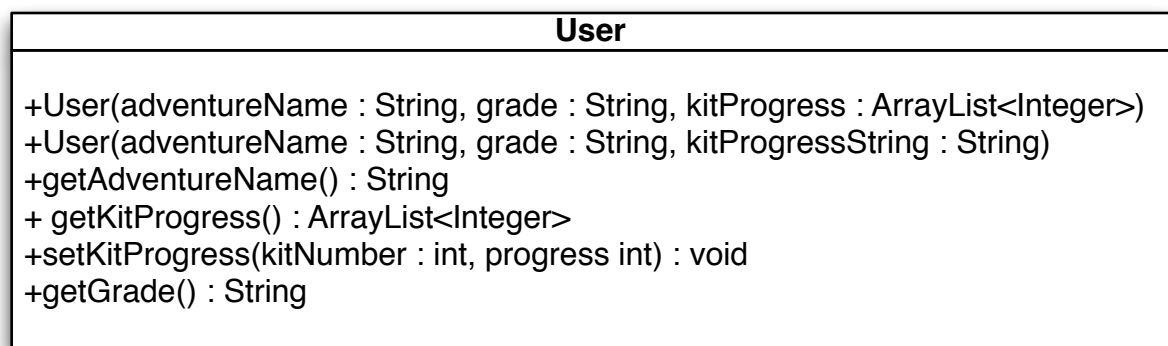 User
+User(adventureName : String, grade : String, kitProgress : ArrayList<Integer>)
+User(adventureName : String, grade : String, kitProgressString : String)
+getAdventureName() : String
+ getKitProgress() : ArrayList<Integer>
+setKitProgress(kitNumber : int, progress int) : void
+getGrade() : String